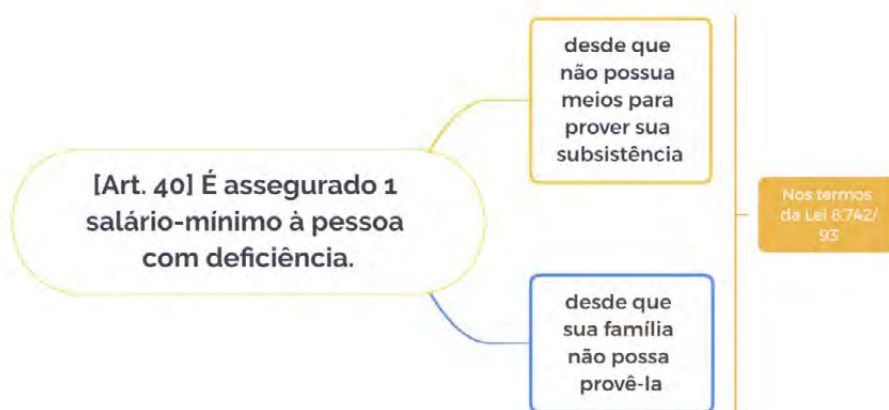 desde que
não possua
meios para
prover sua
subsistência
[Art. 40] É assegurado 1
salário-mínimo à pessoa
com deficiência.
Nos termos
da Lei 8.742/
93
desde que
sua família
não possa
provê-la